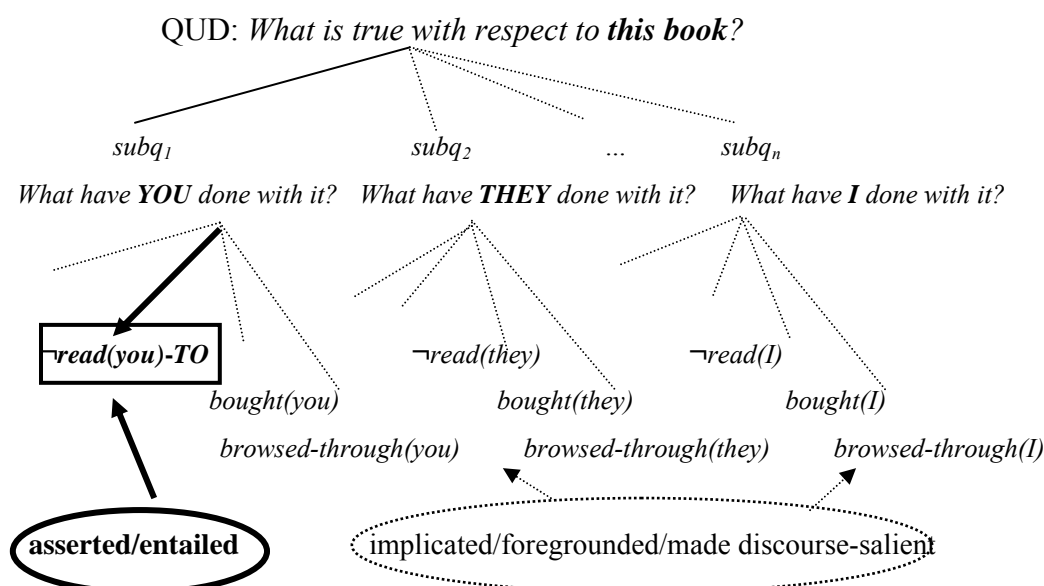 QUD: What is true with respect to this book?
subq1 subq2 ... subqn
What have YOU done with it? What have THEY done with it? What have I done with it?
¬read(you)-TO ¬read(they) ¬read(I)
bought(you) bought(they) bought(I)
browsed-through(you) browsed-through(they) browsed-through(I)
asserted/entailed implicated/foregrounded/made discourse-salient